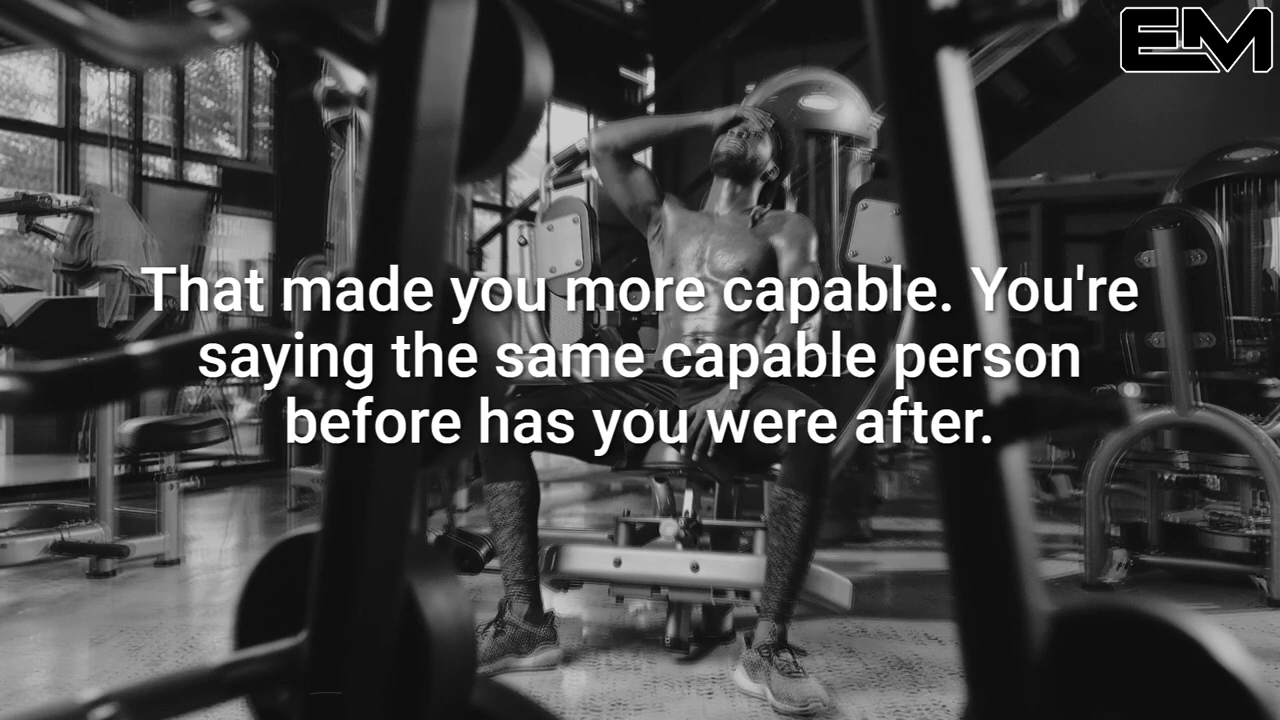 EM
That made you more capable. You're
saying the same capable person
before has you were after.